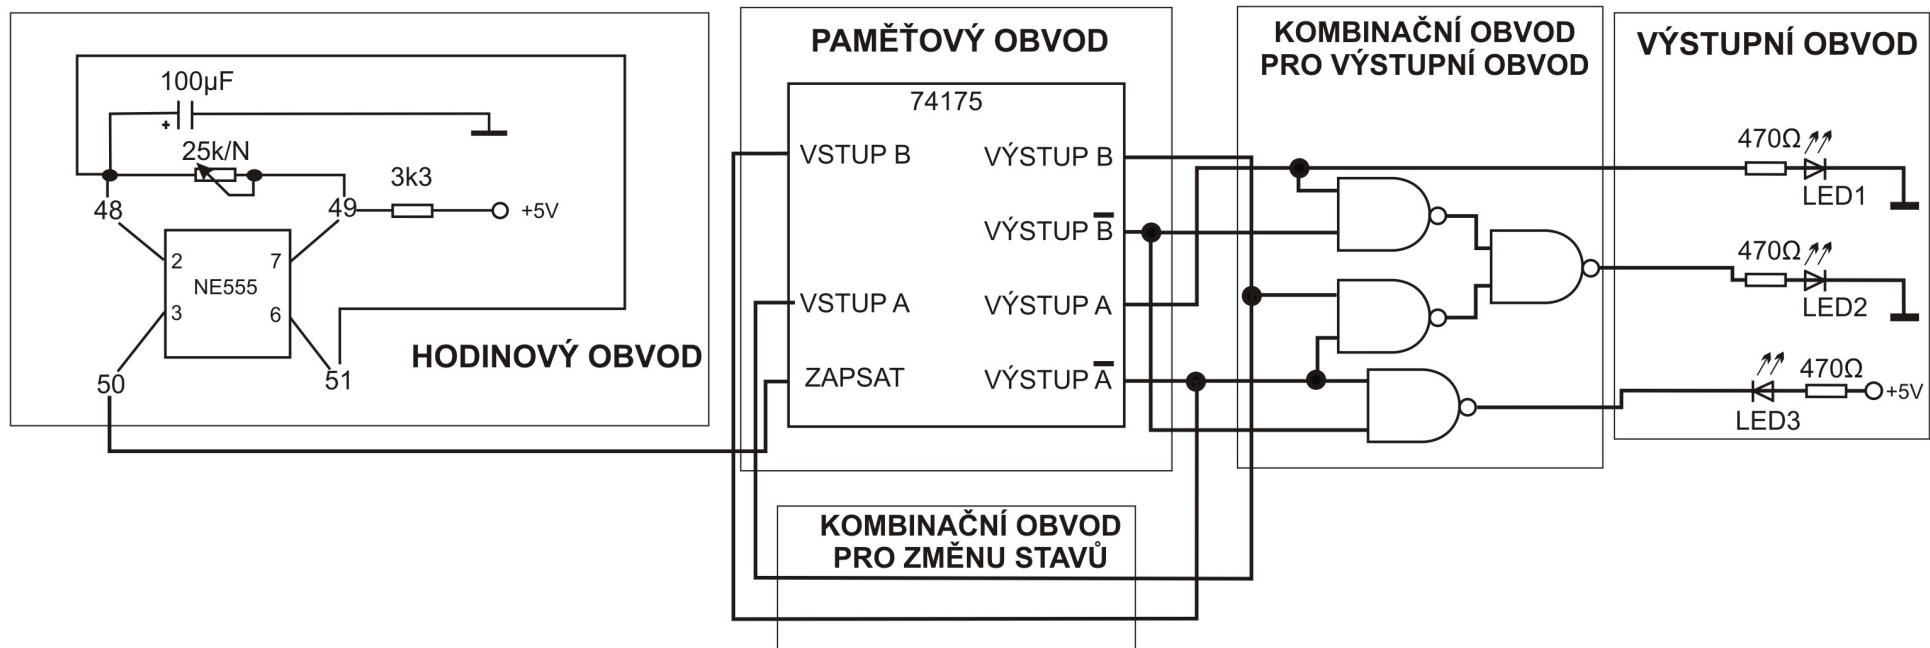 100µF
+
25k/N
3k3
+5V
48
49
2
7
NE555
3
6
50
51
HODINOVÝ OBVOD
PAMĚŤOVÝ OBVOD
74175
VSTUP B
VÝSTUP B
VÝSTUP B̅
VSTUP A
VÝSTUP A
ZAPSAT
VÝSTUP A̅
KOMBINAČNÍ OBVOD
PRO ZMĚNU STAVŮ
KOMBINAČNÍ OBVOD
PRO VÝSTUPNÍ OBVOD
VÝSTUPNÍ OBVOD
470Ω
LED1
470Ω
LED2
470Ω
+5V
LED3